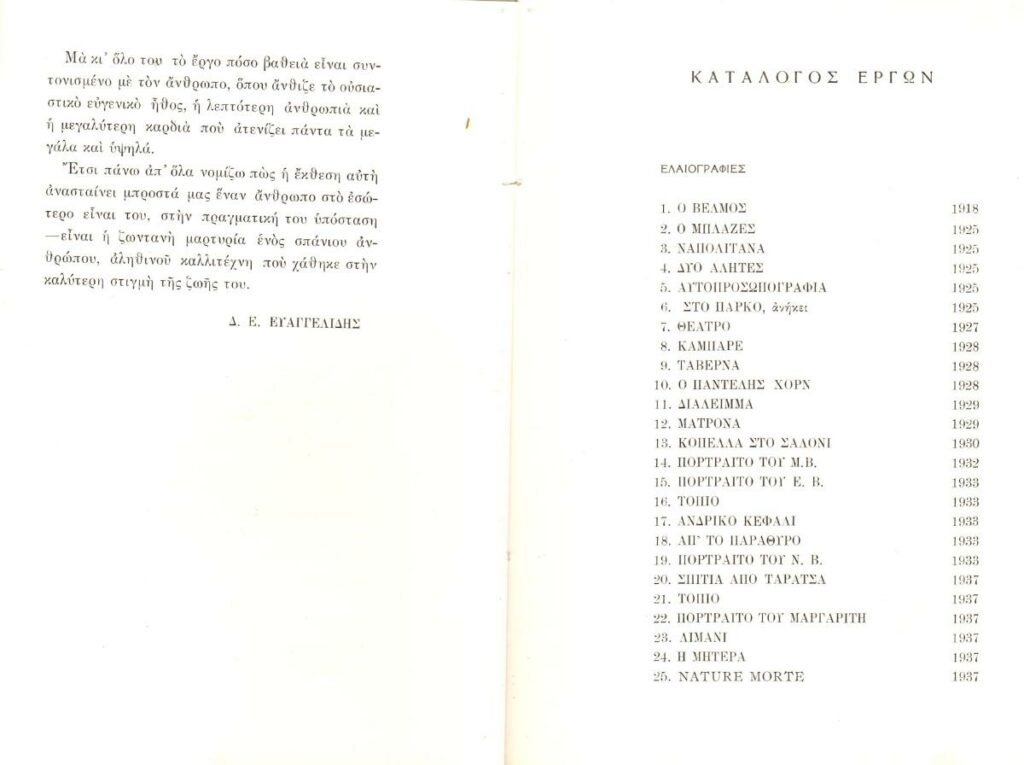 Μὰ κι' ὅλο του τὸ ἔργο πόσο βαθειὰ εἶναι συν-
τονισμένο μὲ τὸν ἄνθρωπο, ὅπου ἄνθιζε τὸ οὐσια-
στικὸ εὐγενικὸ ἦθος, ἡ λεπτότερη ἀνθρωπιὰ καὶ
ἡ μεγαλύτερη καρδιὰ ποὺ ἀτενίζει πάντα τὰ με-
γάλα καὶ ὑψηλά.
Ἔτσι πάνω ἀπ' ὅλα νομίζω πὼς ἡ ἔκθεση αὐτὴ
ἀνασταίνει μπροστά μας ἕναν ἄνθρωπο στὸ ἐσώ-
τερο εἶναι του, στὴν πραγματική του ὑπόσταση
—εἶναι ἡ ζωντανὴ μαρτυρία ἑνὸς σπάνιου ἀν-
θρώπου, ἀληθινοῦ καλλιτέχνη ποὺ χάθηκε στὴν
καλύτερη στιγμὴ τῆς ζωῆς του.
Δ. Ε. ΕΥΑΓΓΕΛΙΔΗΣ
ΚΑΤΑΛΟΓΟΣ ΕΡΓΩΝ
ΕΛΑΙΟΓΡΑΦΙΕΣ
1. Ο ΒΕΛΜΟΣ 1918
2. Ο ΜΠΛΑΖΕΣ 1925
3. ΝΑΠΟΛΙΤΑΝΑ 1925
4. ΔΥΟ ΑΛΗΤΕΣ 1925
5. ΑΥΤΟΠΡΟΣΩΠΟΓΡΑΦΙΑ 1925
6. ΣΤΟ ΠΑΡΚΟ, ἀνήκει 1925
7. ΘΕΑΤΡΟ 1927
8. ΚΑΜΠΑΡΕ 1928
9. ΤΑΒΕΡΝΑ 1928
10. Ο ΠΑΝΤΕΛΗΣ ΧΟΡΝ 1928
11. ΔΙΑΛΕΙΜΜΑ 1929
12. ΜΑΤΡΟΝΑ 1929
13. ΚΟΠΕΛΛΑ ΣΤΟ ΣΑΛΟΝΙ 1930
14. ΠΟΡΤΡΑΙΤΟ ΤΟΥ Μ.Β. 1932
15. ΠΟΡΤΡΑΙΤΟ ΤΟΥ Ε. Β. 1933
16. ΤΟΠΙΟ 1933
17. ΑΝΔΡΙΚΟ ΚΕΦΑΛΙ 1933
18. ΑΠ' ΤΟ ΠΑΡΑΘΥΡΟ 1933
19. ΠΟΡΤΡΑΙΤΟ ΤΟΥ Ν. Β. 1933
20. ΣΠΙΤΙΑ ΑΠΟ ΤΑΡΑΤΣΑ 1937
21. ΤΟΠΙΟ 1937
22. ΠΟΡΤΡΑΙΤΟ ΤΟΥ ΜΑΡΓΑΡΙΤΗ 1937
23. ΛΙΜΑΝΙ 1937
24. Η ΜΗΤΕΡΑ 1937
25. NATURE MORTE 1937